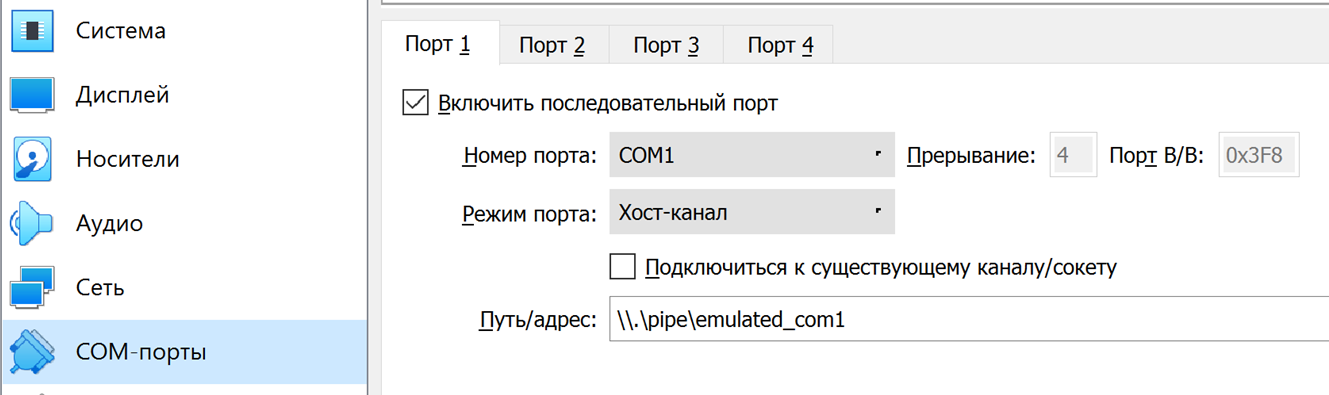 Система
Дисплей
Носители
Аудио
Сеть
COM-порты
Порт 1 Порт 2 Порт 3 Порт 4
Включить последовательный порт
Номер порта: COM1 Прерывание: 4 Порт В/В: 0x3F8
Режим порта: Хост-канал
Подключиться к существующему каналу/сокету
Путь/адрес: \\.\pipe\emulated_com1